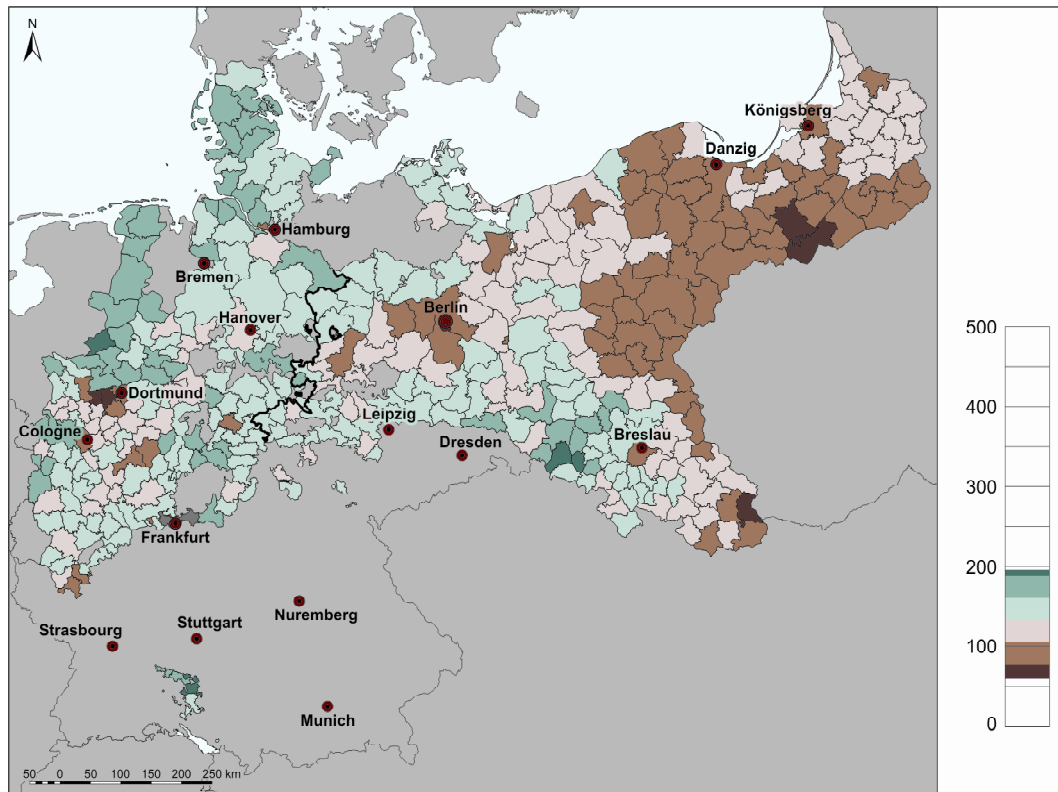 N
Königsberg
Danzig
Hamburg
Bremen
Hanover
Berlin
Dortmund
Leipzig
Cologne
Breslau
Dresden
Frankfurt
Nuremberg
Stuttgart
Strasbourg
Munich
50 0 50 100 150 200 250 km
500
400
300
200
100
0